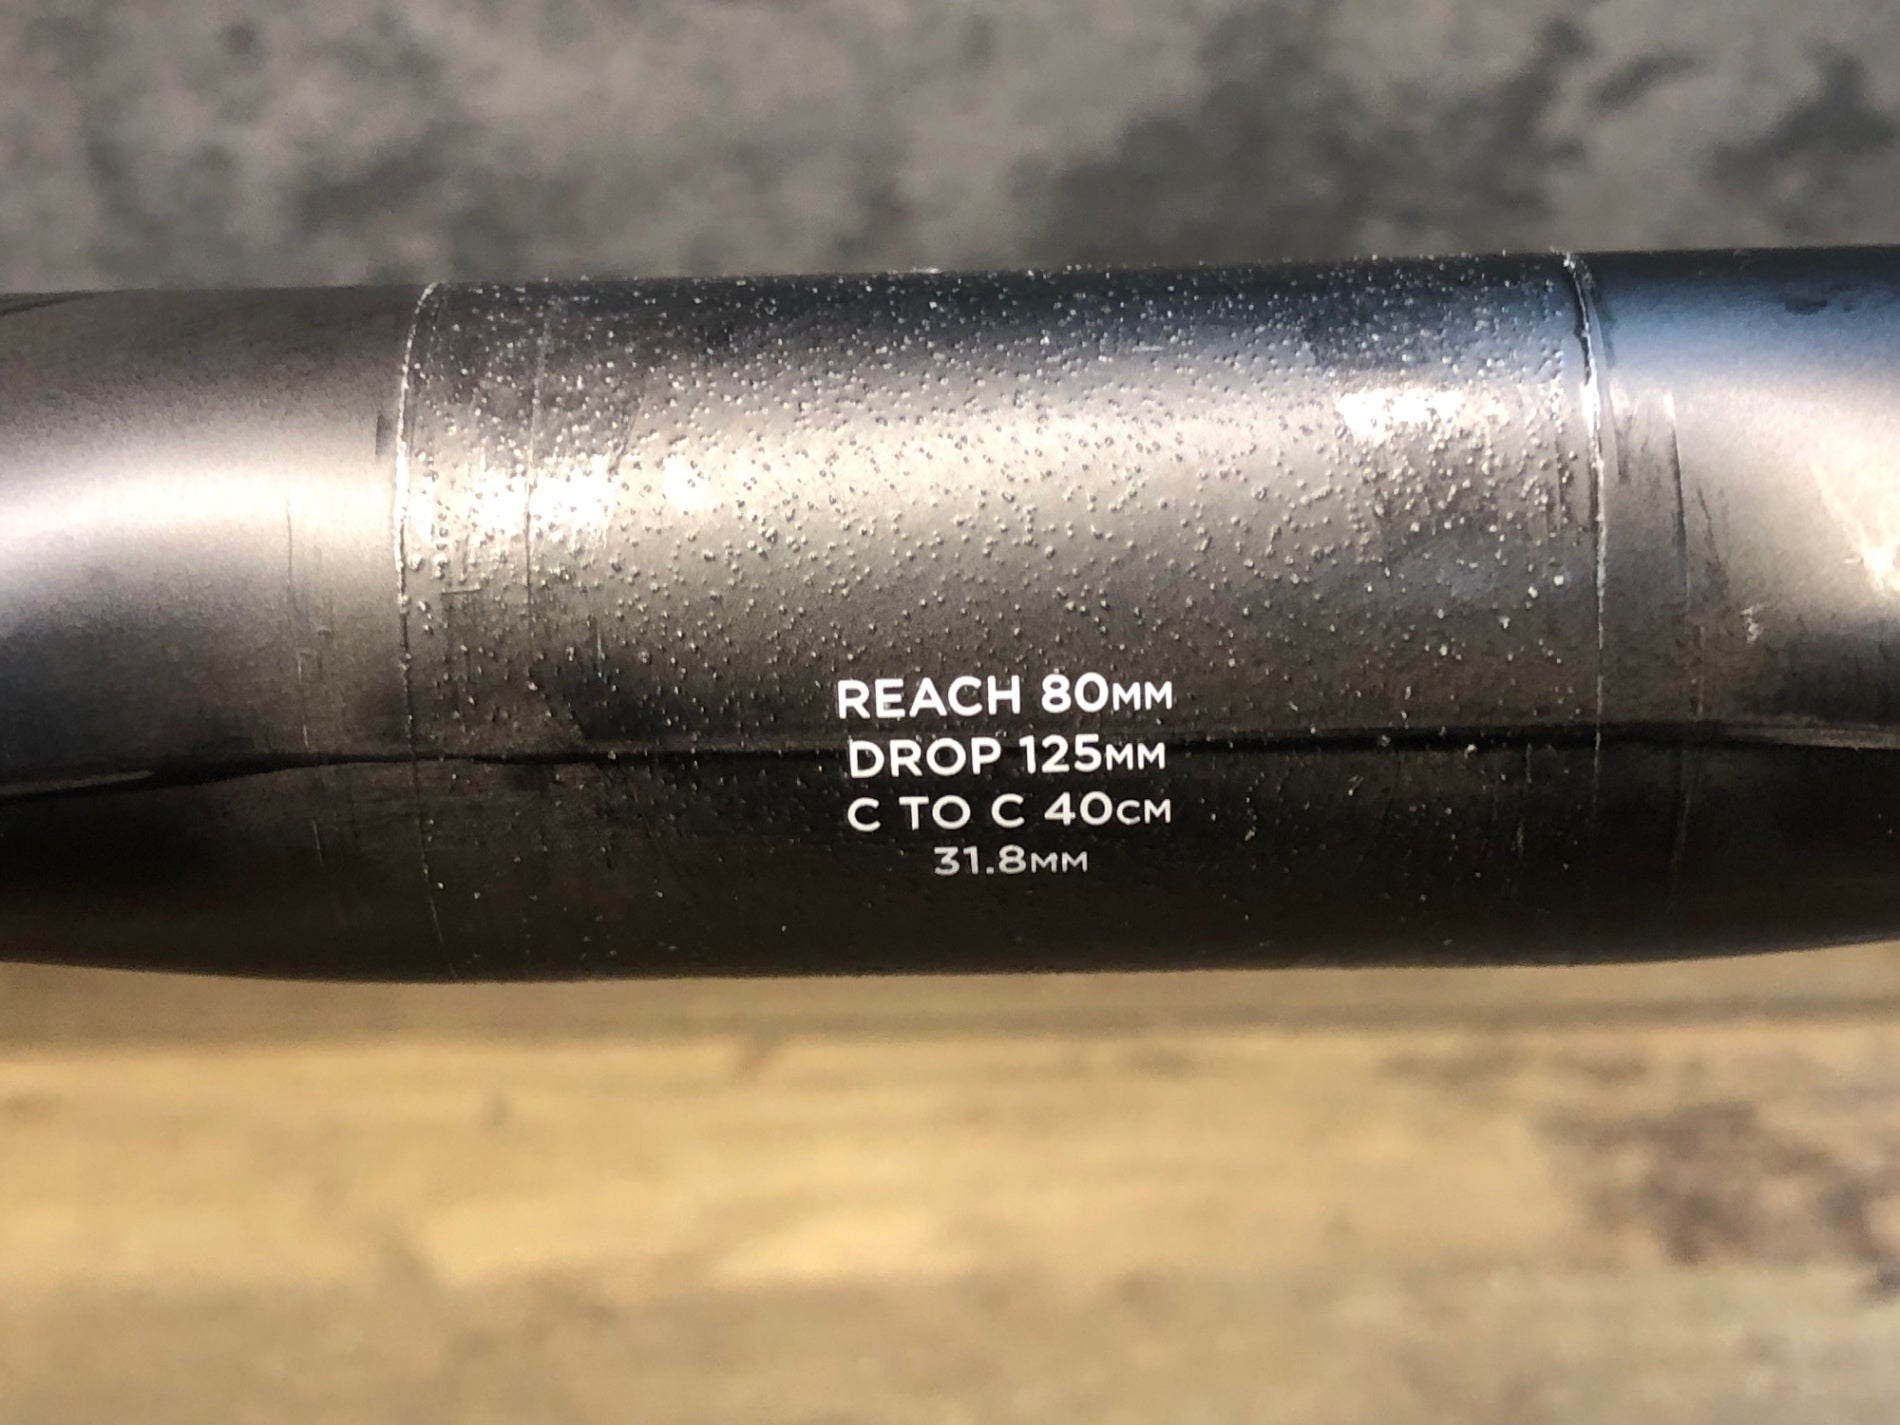 REACH 80MM
DROP 125MM
C TO C 40CM
31.8MM